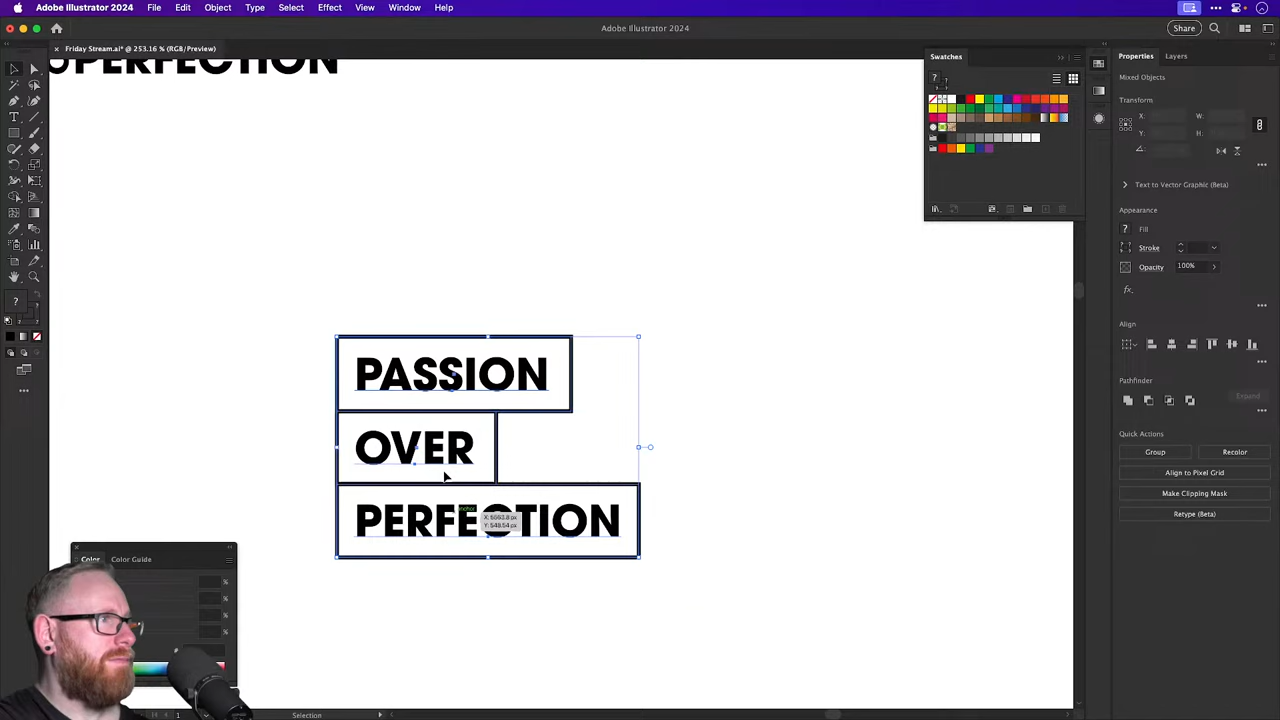 Illustrator 2024 File Edit Object Type Select Effect View Window Help
Adobe Illustrator 2024
Share
Friday Stream.ai* @ 253.16 % (RGB/Preview)
Swatches
Properties Layers
Mixed Objects
Transform
X: W:
Y: H:
Text to Vector Graphic (Beta)
Appearance
? Fill
Stroke
Opacity 100%
fx.
Align
Pathfinder
Expand
Quick Actions
Group Recolor
Align to Pixel Grid
Make Clipping Mask
Retype (Beta)
PERFECTION
PASSION
OVER
PERFECTION
Color Color Guide
%
%
%
%
1 Selection